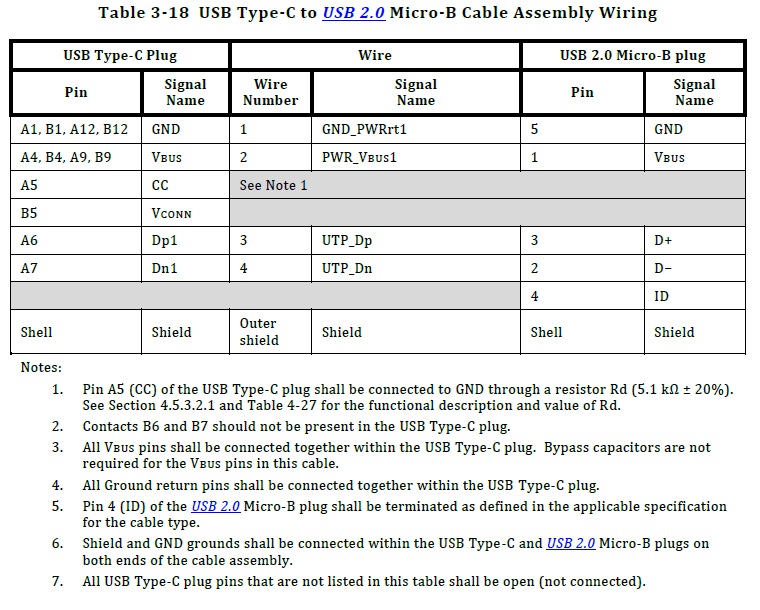 Table 3-18 USB Type-C to USB 2.0 Micro-B Cable Assembly Wiring
USB Type-C Plug Wire USB 2.0 Micro-B plug
Pin Signal Name Wire Number Signal Name Pin Signal Name
A1, B1, A12, B12 GND 1 GND_PWRrt1 5 GND
A4, B4, A9, B9 VBUS 2 PWR_VBUS1 1 VBUS
A5 CC See Note 1
B5 VCONN
A6 Dp1 3 UTP_Dp 3 D+
A7 Dn1 4 UTP_Dn 2 D−
4 ID
Shell Shield Outer shield Shield Shell Shield
Notes:
1. Pin A5 (CC) of the USB Type-C plug shall be connected to GND through a resistor Rd (5.1 kΩ ± 20%).
See Section 4.5.3.2.1 and Table 4-27 for the functional description and value of Rd.
2. Contacts B6 and B7 should not be present in the USB Type-C plug.
3. All VBUS pins shall be connected together within the USB Type-C plug. Bypass capacitors are not
required for the VBUS pins in this cable.
4. All Ground return pins shall be connected together within the USB Type-C plug.
5. Pin 4 (ID) of the USB 2.0 Micro-B plug shall be terminated as defined in the applicable specification
for the cable type.
6. Shield and GND grounds shall be connected within the USB Type-C and USB 2.0 Micro-B plugs on
both ends of the cable assembly.
7. All USB Type-C plug pins that are not listed in this table shall be open (not connected).